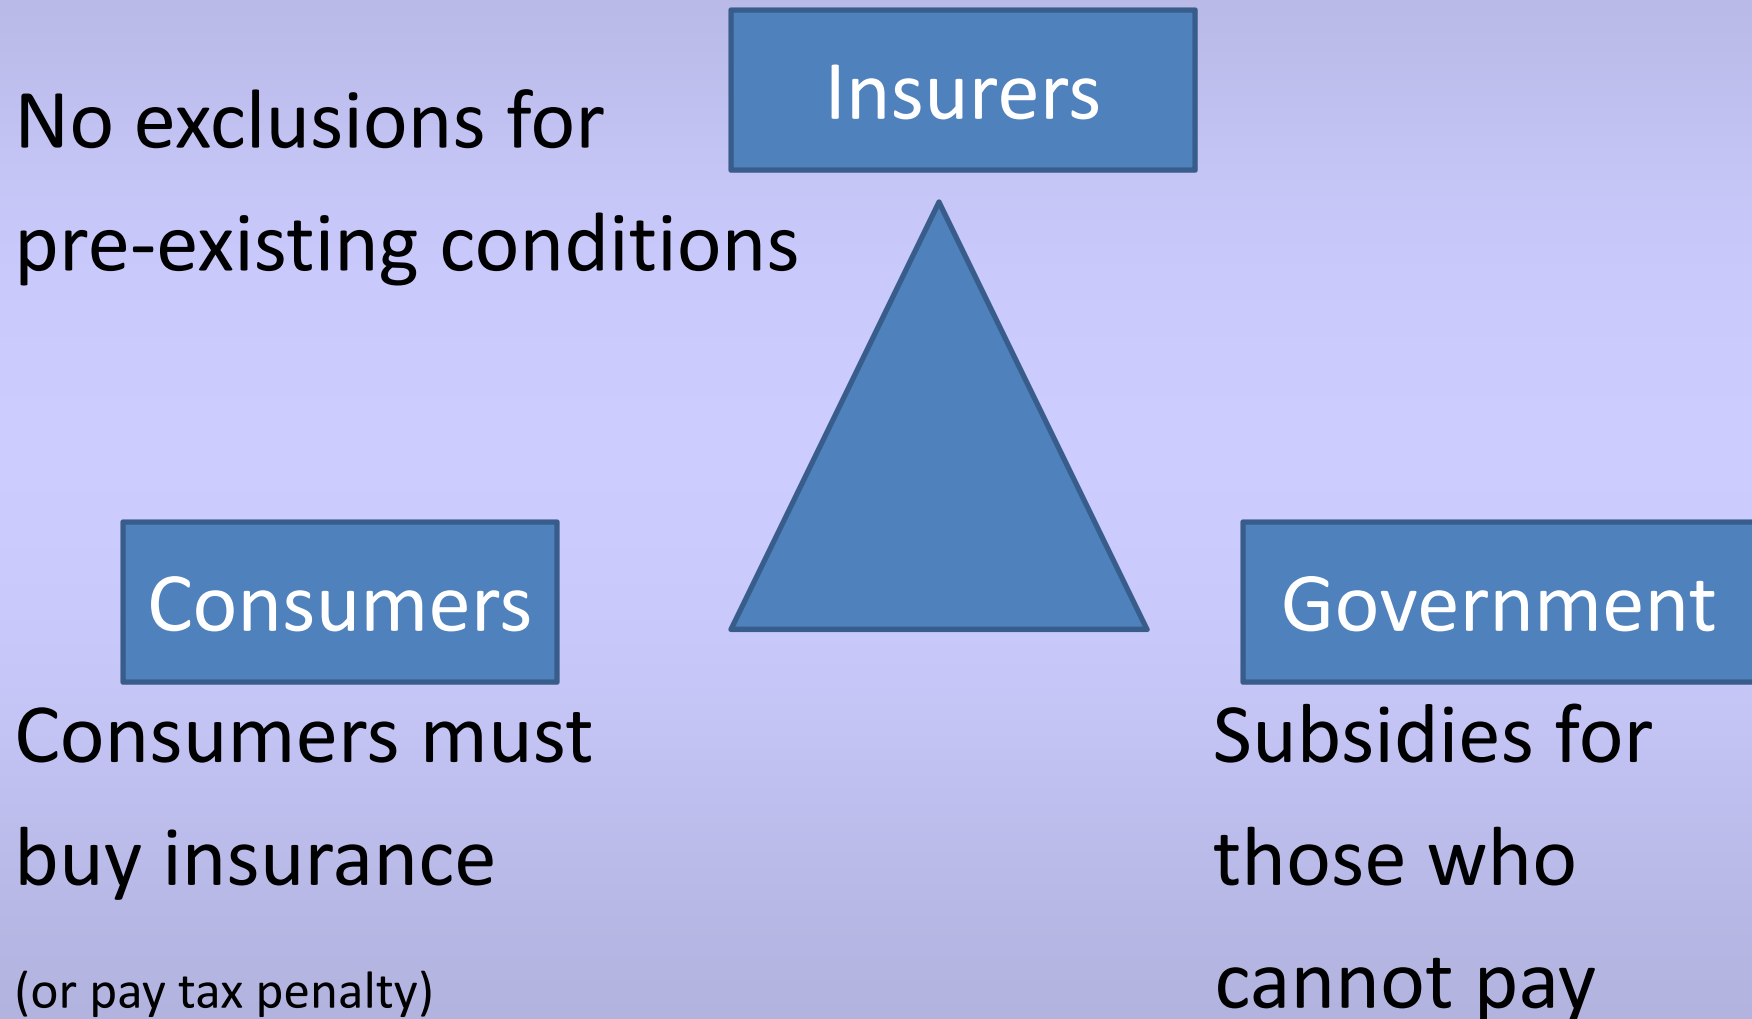 Insurers
No exclusions for
pre-existing conditions
Consumers
Consumers must
buy insurance
(or pay tax penalty)
Government
Subsidies for
those who
cannot pay